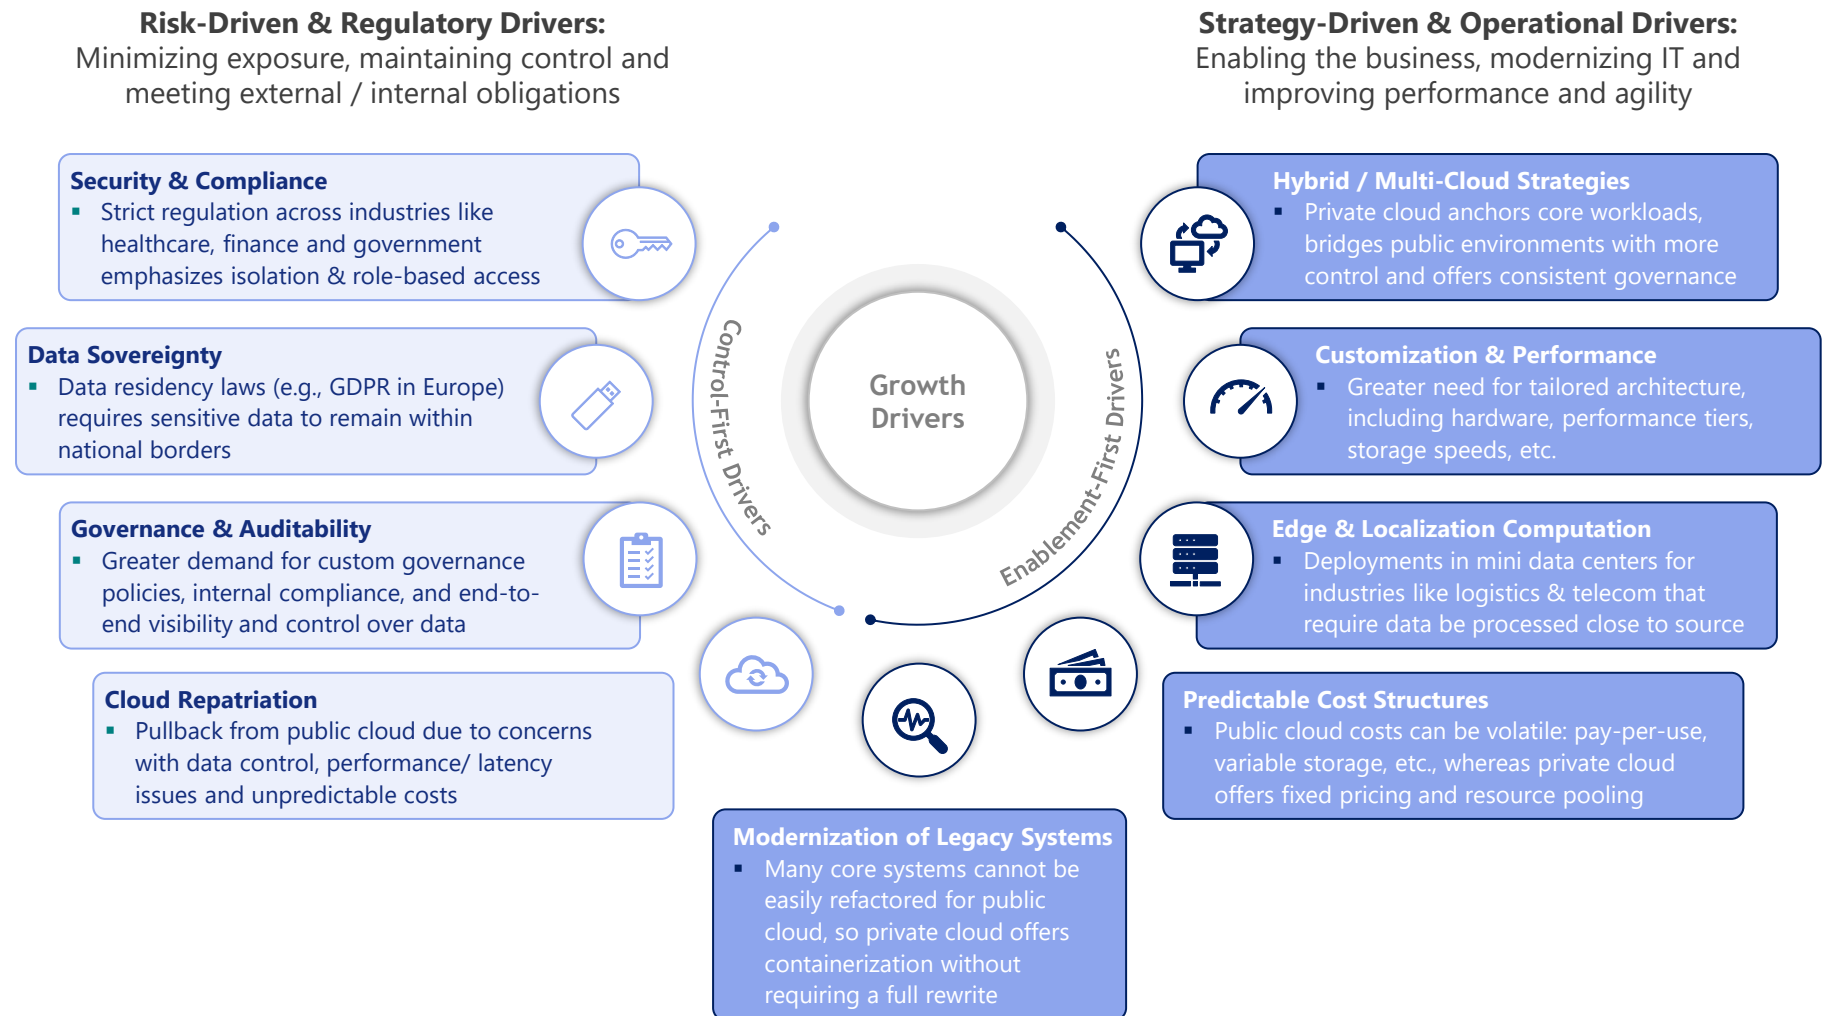 Risk-Driven & Regulatory Drivers:
Minimizing exposure, maintaining control and
meeting external / internal obligations
Strategy-Driven & Operational Drivers:
Enabling the business, modernizing IT and
improving performance and agility
Security & Compliance
▪ Strict regulation across industries like
healthcare, finance and government
emphasizes isolation & role-based access
Data Sovereignty
▪ Data residency laws (e.g., GDPR in Europe)
requires sensitive data to remain within
national borders
Governance & Auditability
▪ Greater demand for custom governance
policies, internal compliance, and end-to-
end visibility and control over data
Cloud Repatriation
▪ Pullback from public cloud due to concerns
with data control, performance/ latency
issues and unpredictable costs
Control-First Drivers
Growth
Drivers
Enablement-First Drivers
Hybrid / Multi-Cloud Strategies
▪ Private cloud anchors core workloads,
bridges public environments with more
control and offers consistent governance
Customization & Performance
▪ Greater need for tailored architecture,
including hardware, performance tiers,
storage speeds, etc.
Edge & Localization Computation
▪ Deployments in mini data centers for
industries like logistics & telecom that
require data be processed close to source
Predictable Cost Structures
▪ Public cloud costs can be volatile: pay-per-use,
variable storage, etc., whereas private cloud
offers fixed pricing and resource pooling
Modernization of Legacy Systems
▪ Many core systems cannot be
easily refactored for public
cloud, so private cloud offers
containerization without
requiring a full rewrite